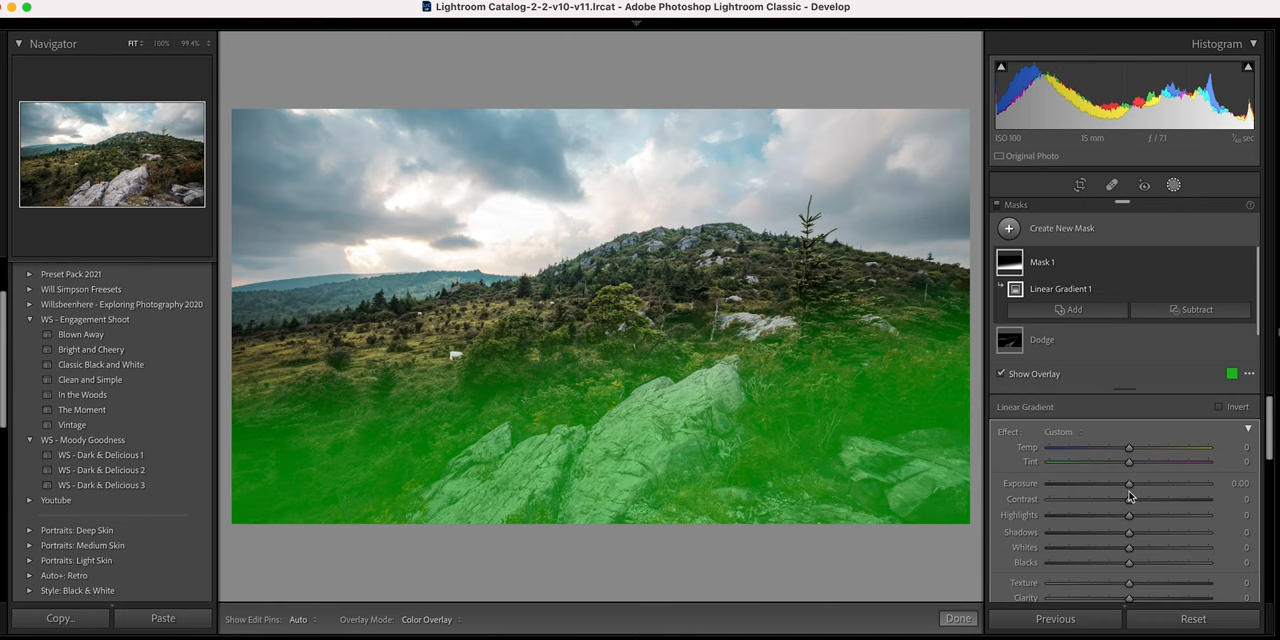 Lightroom Catalog-2-2-v10-v11.lrcat - Adobe Photoshop Lightroom Classic - Develop
Navigator FIT 100% 99.4%
Preset Pack 2021
Will Simpson Freesets
Willsbeenhere - Exploring Photography 2020
WS - Engagement Shoot
Blown Away
Bright and Cheery
Classic Black and White
Clean and Simple
In the Woods
The Moment
Vintage
WS - Moody Goodness
WS - Dark & Delicious 1
WS - Dark & Delicious 2
WS - Dark & Delicious 3
Youtube
Portraits: Deep Skin
Portraits: Medium Skin
Portraits: Light Skin
Auto+: Retro
Style: Black & White
Copy... Paste
Show Edit Pins: Auto Overlay Mode: Color Overlay Done
Histogram
ISO 100 15 mm ƒ / 7.1 sec
Original Photo
Masks
Create New Mask
Mask 1
Linear Gradient 1
Add Subtract
Dodge
Show Overlay
Linear Gradient Invert
Effect : Custom
Temp 0
Tint 0
Exposure 0.00
Contrast 0
Highlights 0
Shadows 0
Whites 0
Blacks 0
Texture 0
Clarity 0
Previous Reset